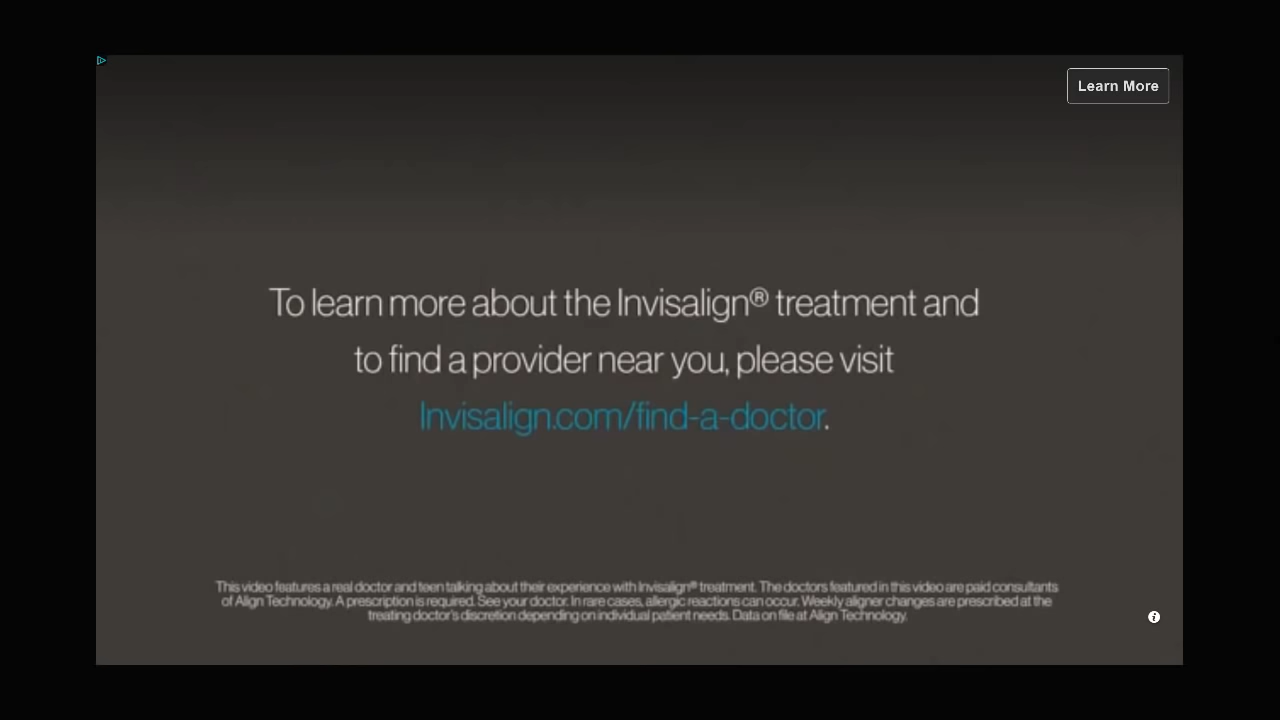 Learn More
To learn more about the Invisalign® treatment and
to find a provider near you, please visit
Invisalign.com/find-a-doctor.
This video features a real doctor and teen talking about their experience with Invisalign® treatment. The doctors featured in this video are paid consultants
of Align Technology. A prescription is required. See your doctor. In rare cases, allergic reactions can occur. Weekly aligner changes are prescribed at the
treating doctor's discretion depending on individual patient needs. Data on file at Align Technology.